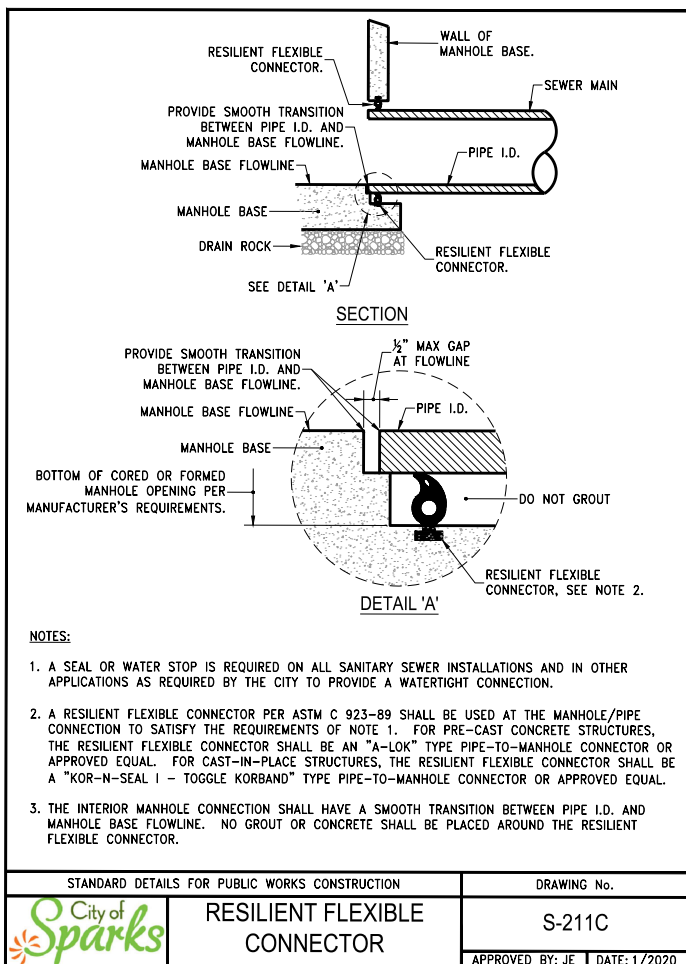 WALL OF
MANHOLE BASE.
RESILIENT FLEXIBLE
CONNECTOR.
SEWER MAIN
PROVIDE SMOOTH TRANSITION
BETWEEN PIPE I.D. AND
MANHOLE BASE FLOWLINE.
PIPE I.D.
MANHOLE BASE FLOWLINE
MANHOLE BASE
DRAIN ROCK
RESILIENT FLEXIBLE
CONNECTOR.
SEE DETAIL 'A'
SECTION
½" MAX GAP
AT FLOWLINE
PROVIDE SMOOTH TRANSITION
BETWEEN PIPE I.D. AND
MANHOLE BASE FLOWLINE.
MANHOLE BASE FLOWLINE
PIPE I.D.
MANHOLE BASE
BOTTOM OF CORED OR FORMED
MANHOLE OPENING PER
MANUFACTURER'S REQUIREMENTS.
DO NOT GROUT
RESILIENT FLEXIBLE
CONNECTOR, SEE NOTE 2.
DETAIL 'A'
NOTES:
1. A SEAL OR WATER STOP IS REQUIRED ON ALL SANITARY SEWER INSTALLATIONS AND IN OTHER
APPLICATIONS AS REQUIRED BY THE CITY TO PROVIDE A WATERTIGHT CONNECTION.
2. A RESILIENT FLEXIBLE CONNECTOR PER ASTM C 923-89 SHALL BE USED AT THE MANHOLE/PIPE
CONNECTION TO SATISFY THE REQUIREMENTS OF NOTE 1. FOR PRE-CAST CONCRETE STRUCTURES,
THE RESILIENT FLEXIBLE CONNECTOR SHALL BE AN "A-LOK" TYPE PIPE-TO-MANHOLE CONNECTOR OR
APPROVED EQUAL. FOR CAST-IN-PLACE STRUCTURES, THE RESILIENT FLEXIBLE CONNECTOR SHALL BE
A "KOR-N-SEAL I - TOGGLE KORBAND" TYPE PIPE-TO-MANHOLE CONNECTOR OR APPROVED EQUAL.
3. THE INTERIOR MANHOLE CONNECTION SHALL HAVE A SMOOTH TRANSITION BETWEEN PIPE I.D. AND
MANHOLE BASE FLOWLINE. NO GROUT OR CONCRETE SHALL BE PLACED AROUND THE RESILIENT
FLEXIBLE CONNECTOR.
STANDARD DETAILS FOR PUBLIC WORKS CONSTRUCTION
DRAWING No.
City of
Sparks
RESILIENT FLEXIBLE
CONNECTOR
S-211C
APPROVED BY: JE
DATE: 1/2020